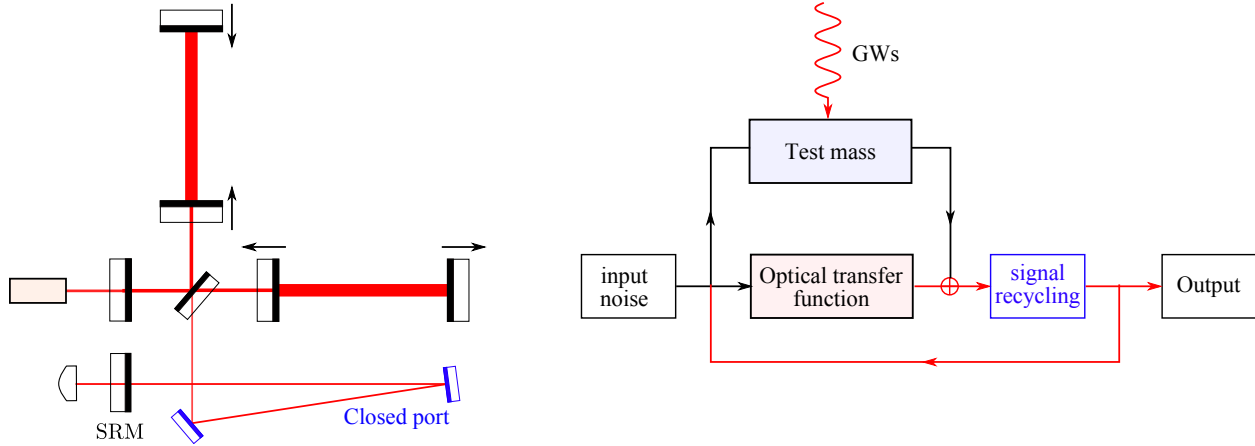 GWs
Test mass
input
noise
Optical transfer
function
signal
recycling
Output
Closed port
SRM